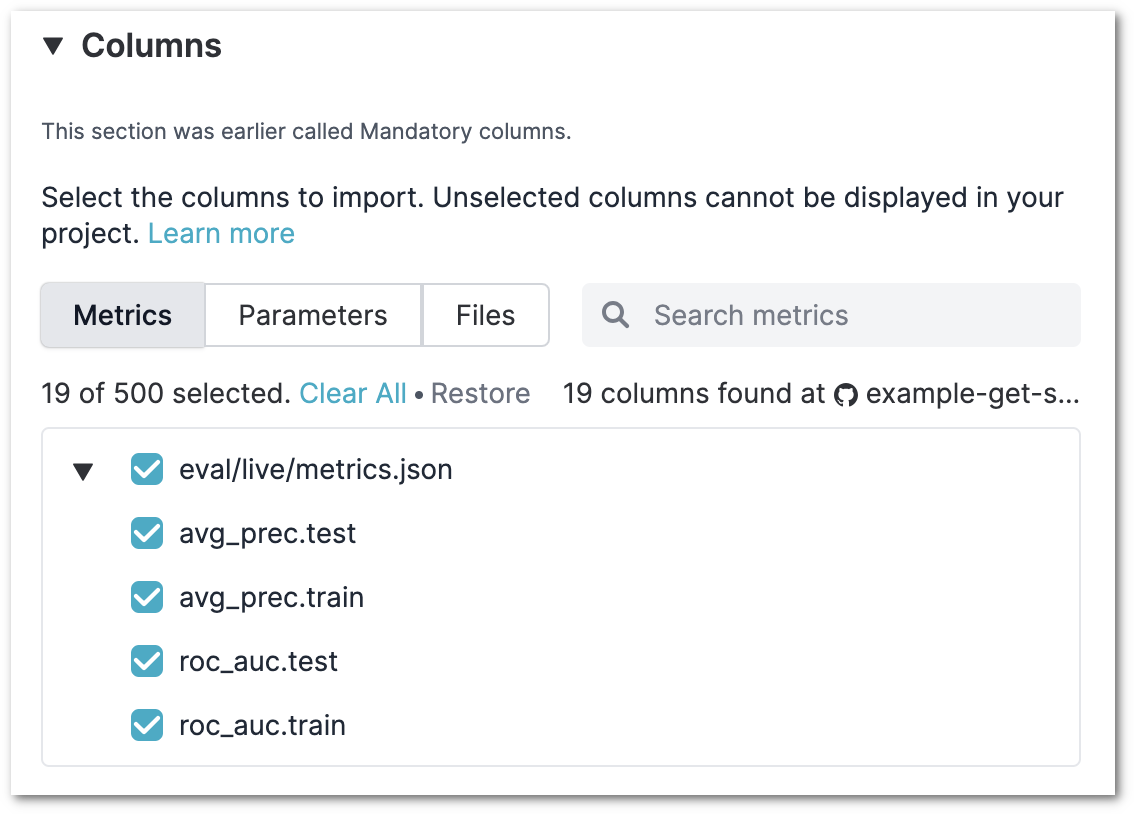 Columns
This section was earlier called Mandatory columns.
Select the columns to import. Unselected columns cannot be displayed in your
project. Learn more
Metrics Parameters Files Search metrics
19 of 500 selected. Clear All • Restore 19 columns found at example-get-s...
eval/live/metrics.json
avg_prec.test
avg_prec.train
roc_auc.test
roc_auc.train